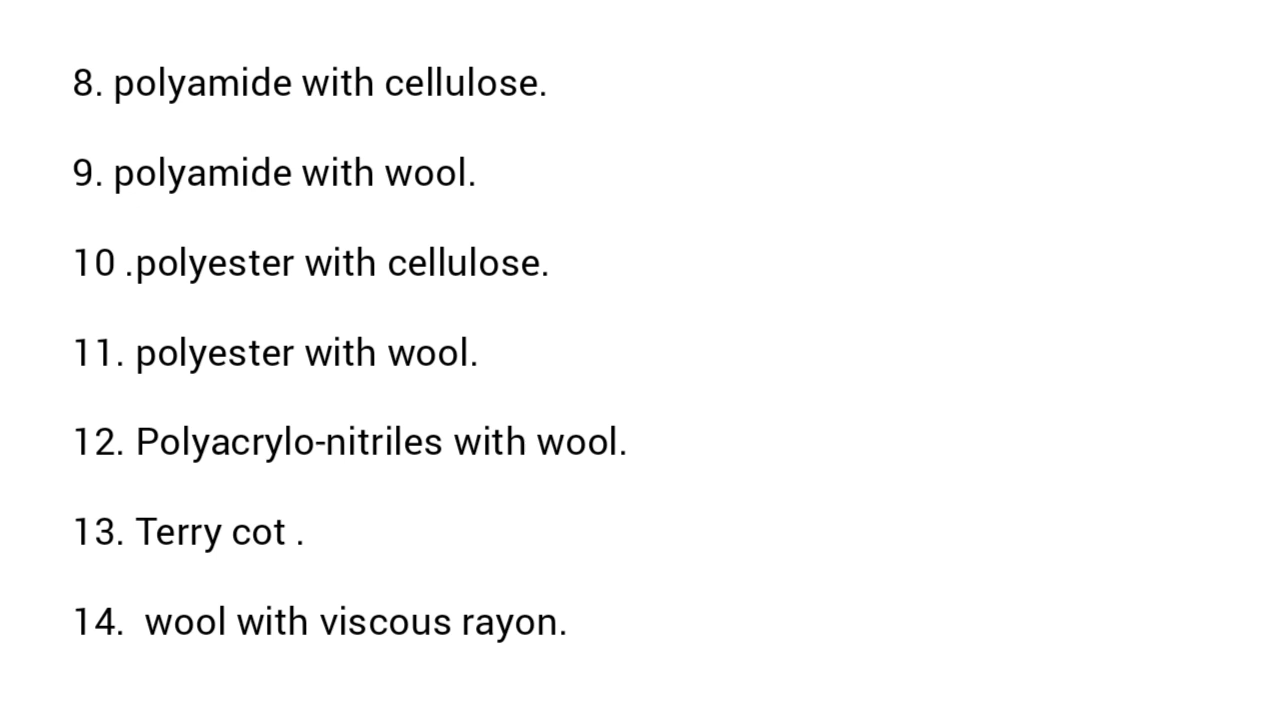 8. polyamide with cellulose.
9. polyamide with wool.
10 .polyester with cellulose.
11. polyester with wool.
12. Polyacrylo-nitriles with wool.
13. Terry cot .
14.  wool with viscous rayon.